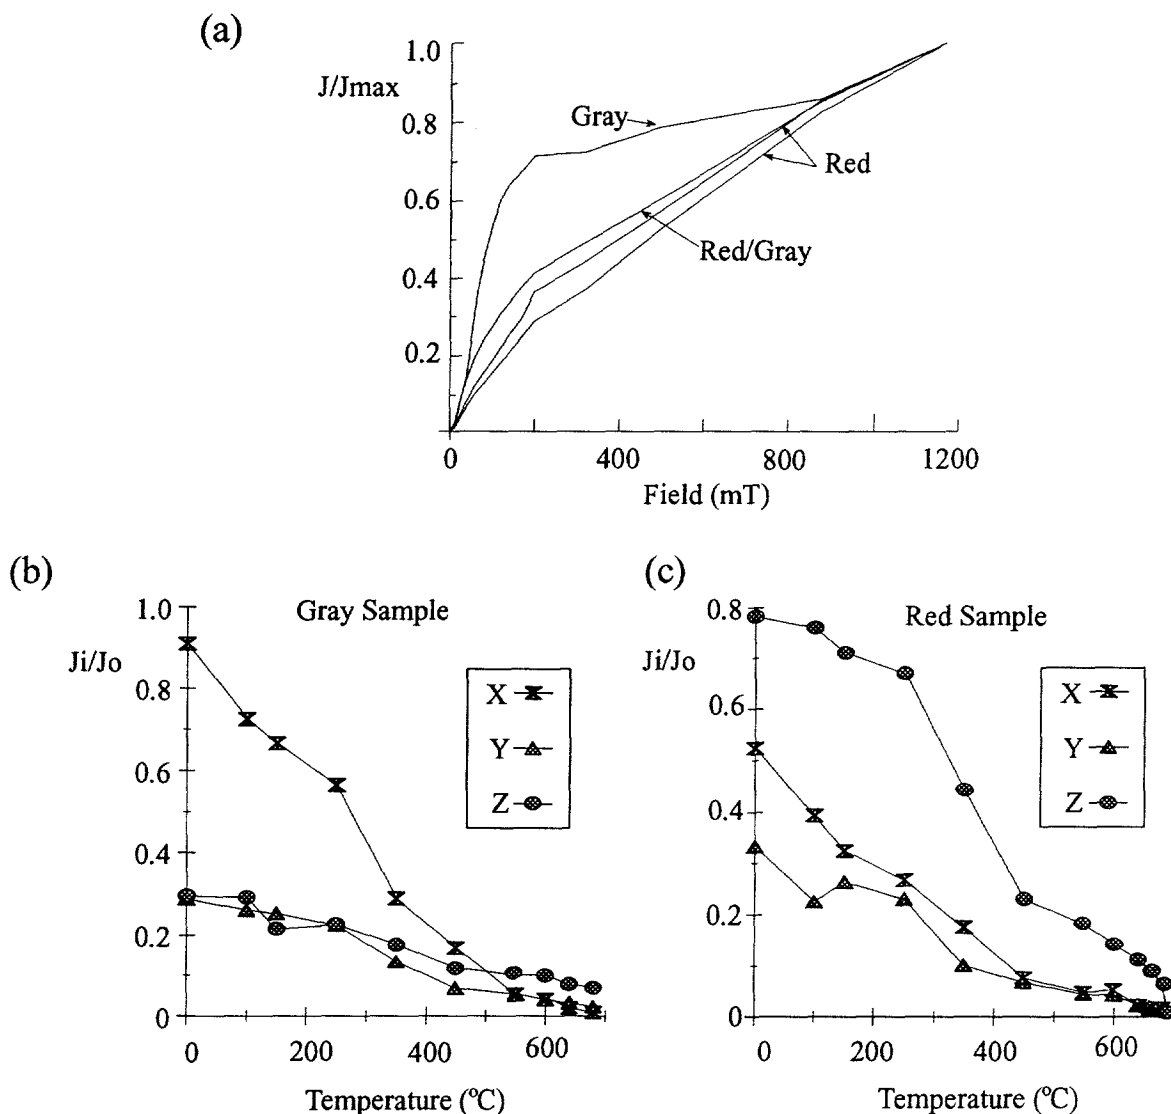 (a)
J/Jmax
1.0
0.8
0.6
0.4
0.2
Gray
Red
Red/Gray
0 400 800 1200
Field (mT)
(b)
Gray Sample
Ji/Jo
1.0
0.8
0.6
0.4
0.2
0
X
Y
Z
0 200 400 600
Temperature (ºC)
(c)
Red Sample
Ji/Jo
0.8
0.6
0.4
0.2
0
X
Y
Z
0 200 400 600
Temperature (ºC)